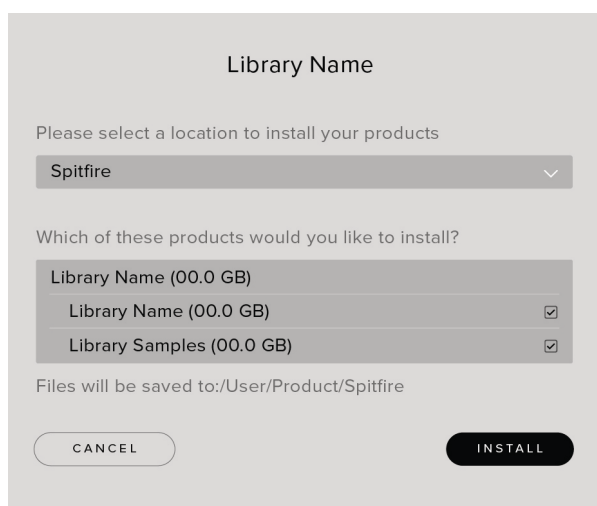 Library Name
Please select a location to install your products
Spitfire
Which of these products would you like to install?
Library Name (00.0 GB)
Library Name (00.0 GB)
Library Samples (00.0 GB)
Files will be saved to:/User/Product/Spitfire
CANCEL
INSTALL